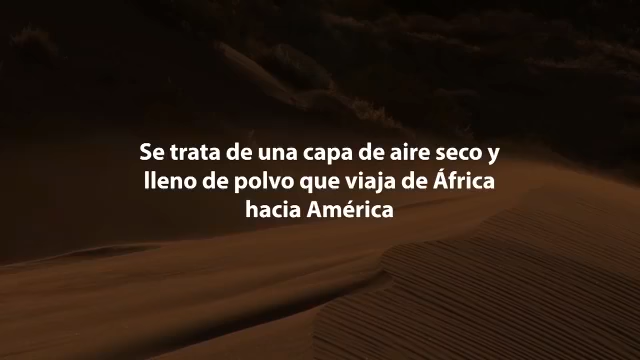 Se trata de una capa de aire seco y
lleno de polvo que viaja de África
hacia América